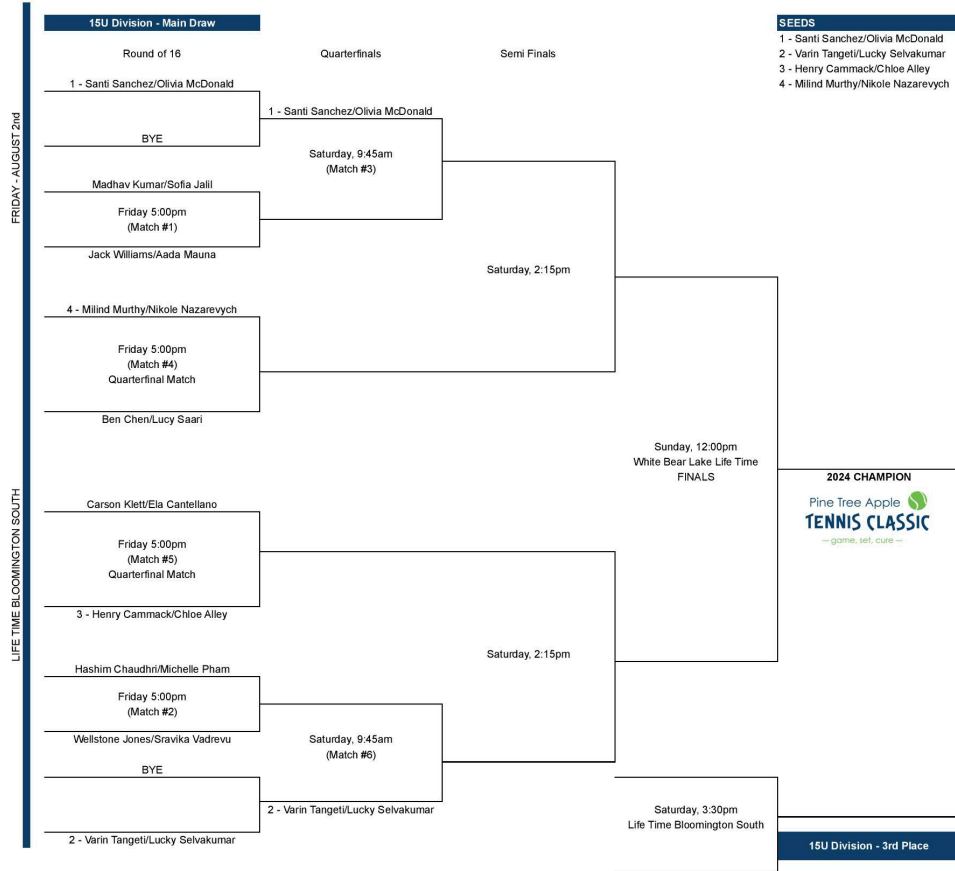 15U Division - Main Draw
SEEDS
1 - Santi Sanchez/Olivia McDonald
2 - Varin Tangeti/Lucky Selvakumar
3 - Henry Cammack/Chloe Alley
4 - Milind Murthy/Nikole Nazarevych
Round of 16
Quarterfinals
Semi Finals
FRIDAY - AUGUST 2nd
LIFE TIME BLOOMINGTON SOUTH
1 - Santi Sanchez/Olivia McDonald
BYE
Madhav Kumar/Sofia Jalil
Friday 5:00pm
(Match #1)
Jack Williams/Aada Mauna
4 - Milind Murthy/Nikole Nazarevych
Friday 5:00pm
(Match #4)
Quarterfinal Match
Ben Chen/Lucy Saari
Carson Klett/Ela Cantellano
Friday 5:00pm
(Match #5)
Quarterfinal Match
3 - Henry Cammack/Chloe Alley
Hashim Chaudhri/Michelle Pham
Friday 5:00pm
(Match #2)
Wellstone Jones/Sravika Vadrevu
BYE
2 - Varin Tangeti/Lucky Selvakumar
1 - Santi Sanchez/Olivia McDonald
Saturday, 9:45am
(Match #3)
Saturday, 9:45am
(Match #6)
2 - Varin Tangeti/Lucky Selvakumar
Saturday, 2:15pm
Saturday, 2:15pm
Sunday, 12:00pm
White Bear Lake Life Time
FINALS
2024 CHAMPION
Pine Tree Apple
TENNIS CLASSIC
— game, set, cure —
Saturday, 3:30pm
Life Time Bloomington South
15U Division - 3rd Place